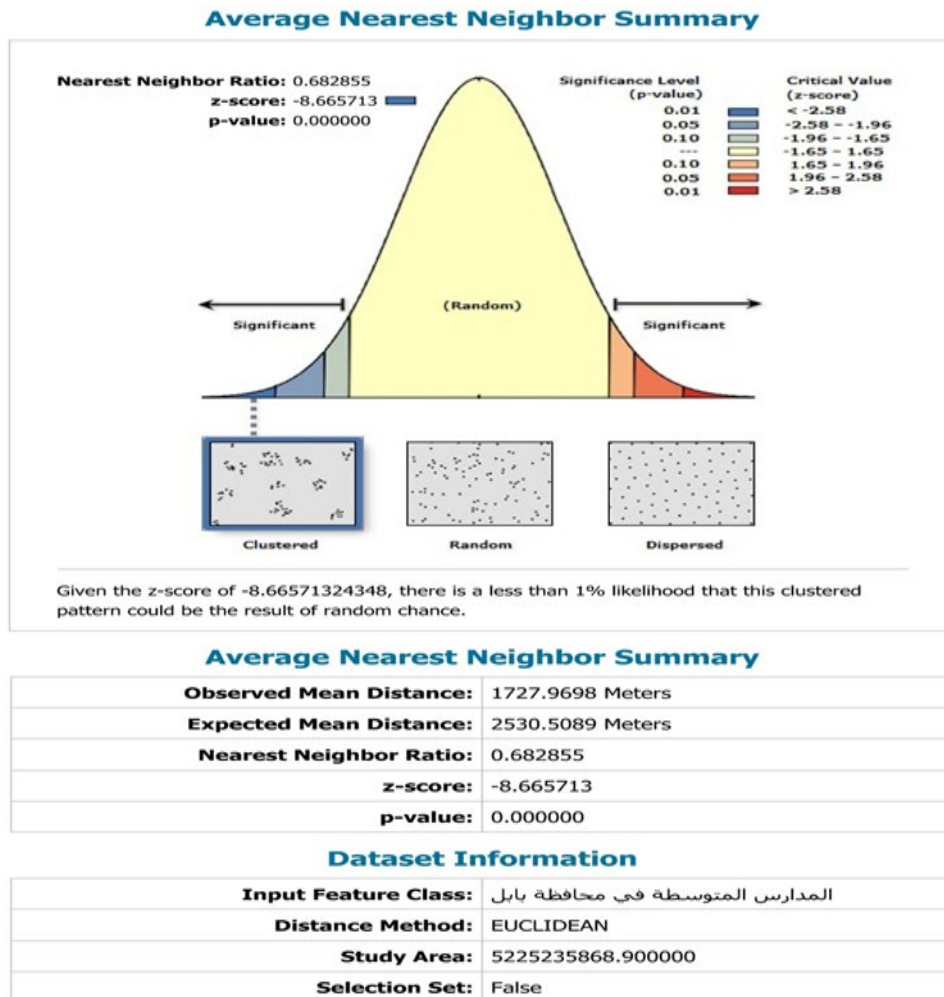 Average Nearest Neighbor Summary
Nearest Neighbor Ratio: 0.682855
z-score: -8.665713
p-value: 0.000000
Significance Level (p-value) Critical Value (z-score)
0.01 < -2.58
0.05 -2.58 – -1.96
0.10 -1.96 – -1.65
--- -1.65 – 1.65
0.10 1.65 – 1.96
0.05 1.96 – 2.58
0.01 > 2.58
(Random)
Significant Significant
Clustered Random Dispersed
Given the z-score of -8.66571324348, there is a less than 1% likelihood that this clustered
pattern could be the result of random chance.
Average Nearest Neighbor Summary
Observed Mean Distance: 1727.9698 Meters
Expected Mean Distance: 2530.5089 Meters
Nearest Neighbor Ratio: 0.682855
z-score: -8.665713
p-value: 0.000000
Dataset Information
Input Feature Class: المدارس المتوسطة في محافظة بابل
Distance Method: EUCLIDEAN
Study Area: 5225235868.900000
Selection Set: False